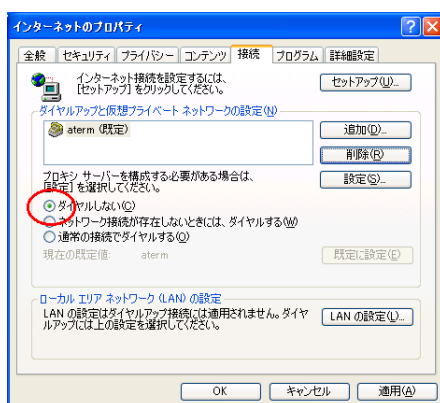 インターネットのプロパティ
全般 セキュリティ プライバシー コンテンツ 接続 プログラム 詳細設定
インターネット接続を設定するには、
[セットアップ] をクリックしてください。
セットアップ(U)...
ダイヤルアップと仮想プライベート ネットワークの設定(N)
aterm (既定)
追加(D)...
削除(R)
プロキシ サーバーを構成する必要がある場合は、
[設定] を選択してください。
設定(S)...
ダイヤルしない(C)
ネットワーク接続が存在しないときには、ダイヤルする(W)
通常の接続でダイヤルする(O)
現在の既定値: aterm
既定に設定(E)
ローカル エリア ネットワーク (LAN) の設定
LAN の設定はダイヤルアップ接続には適用されません。ダイヤ
ルアップには上の設定を選択してください。
LAN の設定(L)...
OK キャンセル 適用(A)